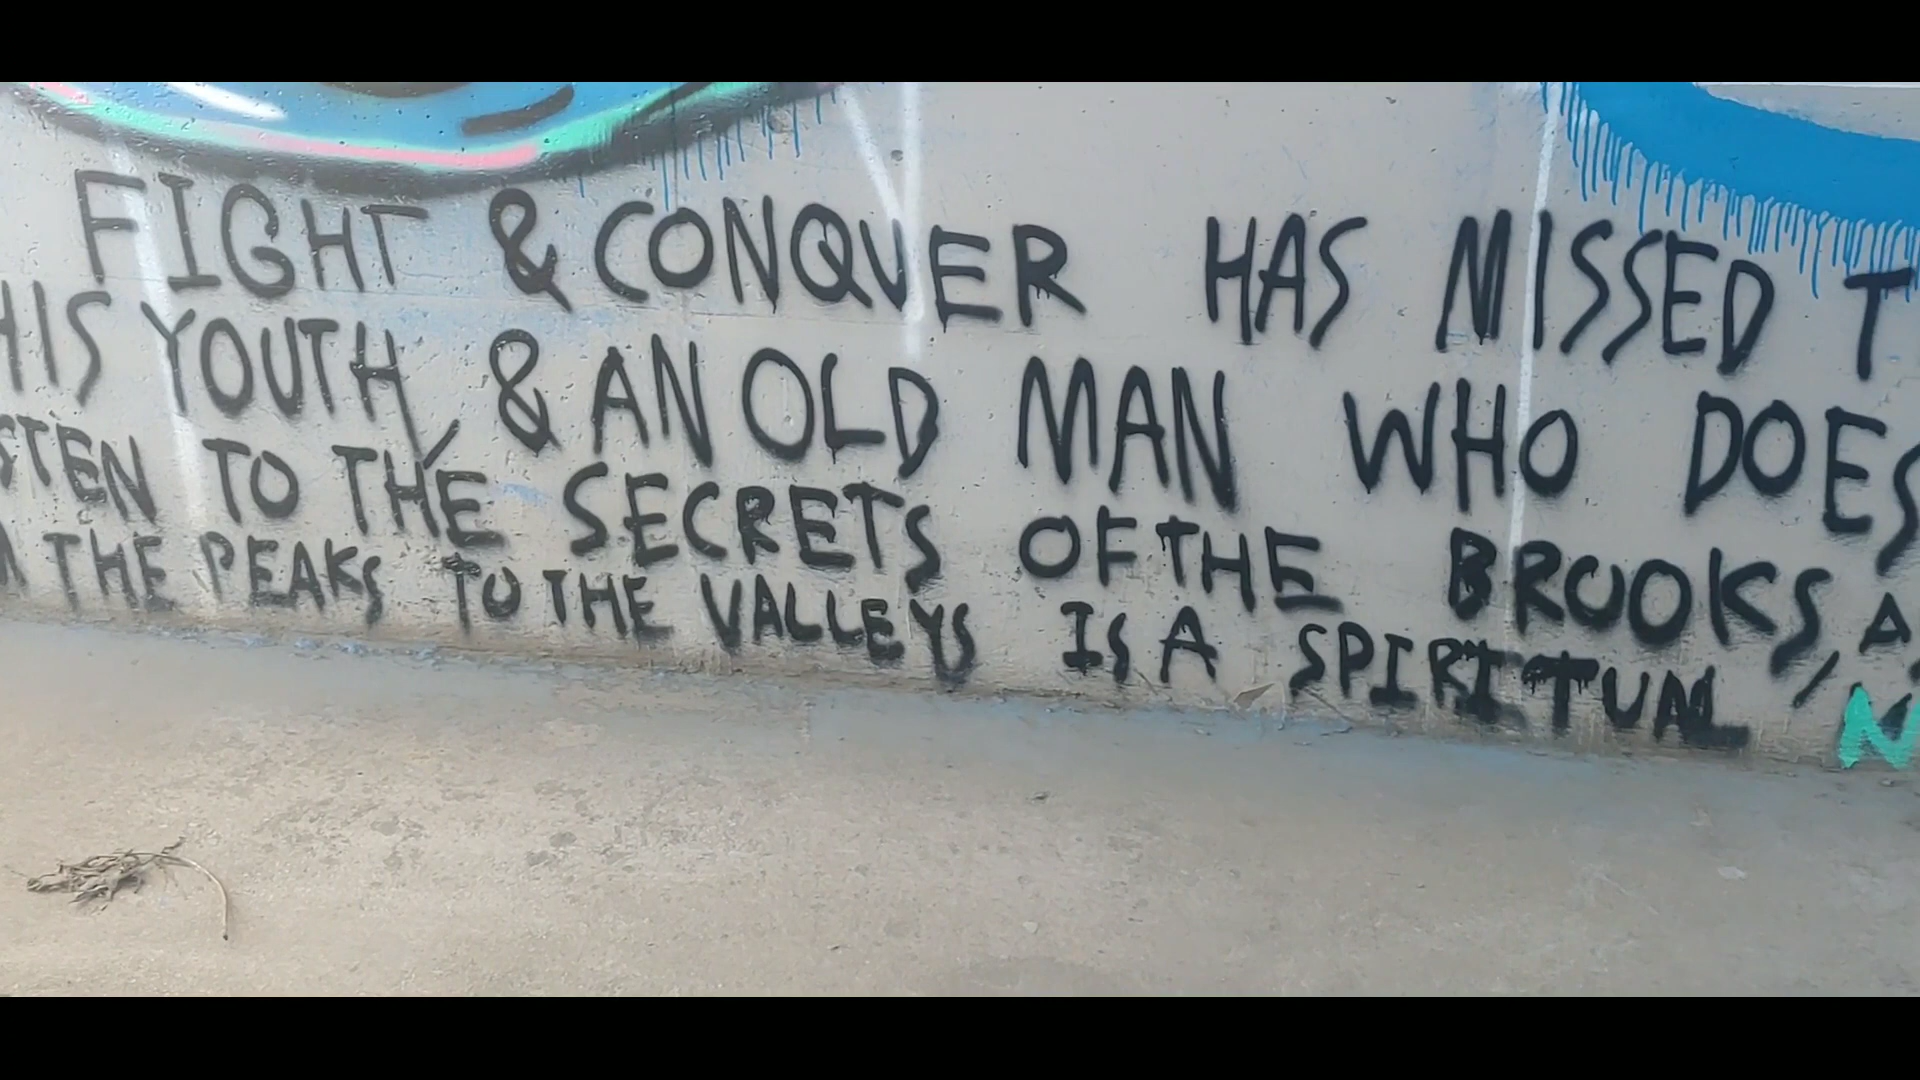 FIGHT & CONQUER HAS MISSED T
HIS YOUTH & AN OLD MAN WHO DOES
STEN TO THE SECRETS OF THE BROOKS, A
THE PEAKS TO THE VALLEYS IS A SPIRITUAL